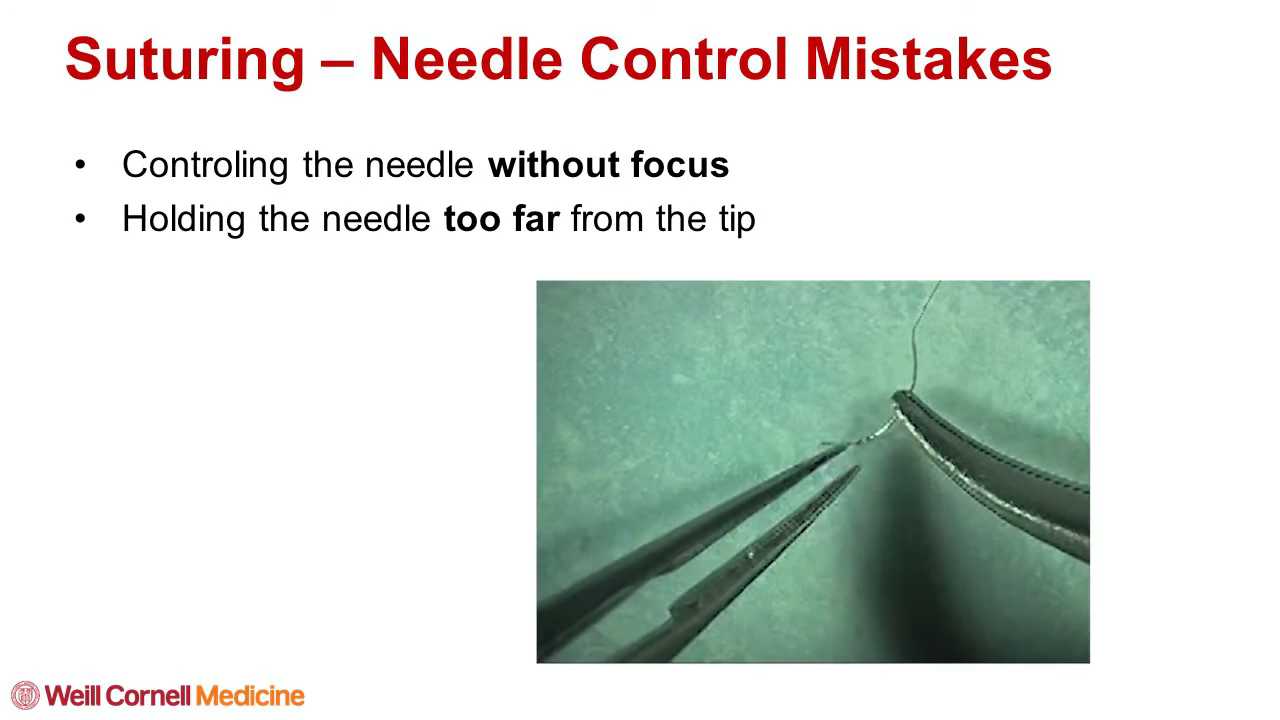 Suturing – Needle Control Mistakes
• Controling the needle without focus
• Holding the needle too far from the tip
Weill Cornell Medicine